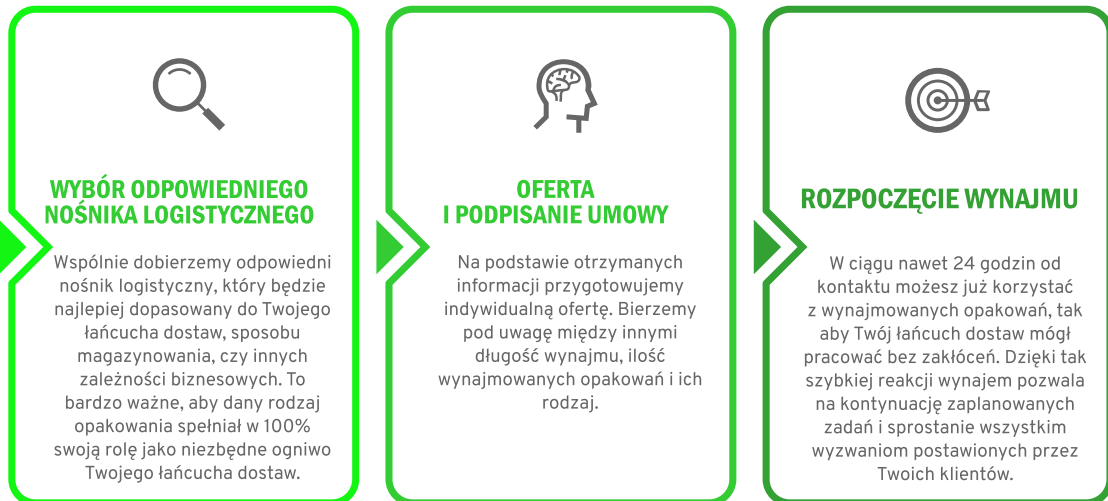 WYBÓR ODPOWIEDNIEGO
NOŚNIKA LOGISTYCZNEGO
Wspólnie dobierzemy odpowiedni
nośnik logistyczny, który będzie
najlepiej dopasowany do Twojego
łańcucha dostaw, sposobu
magazynowania, czy innych
zależności biznesowych. To
bardzo ważne, aby dany rodzaj
opakowania spełniał w 100%
swoją rolę jako niezbędne ogniwo
Twojego łańcucha dostaw.
OFERTA
I PODPISANIE UMOWY
Na podstawie otrzymanych
informacji przygotowujemy
indywidualną ofertę. Bierzemy
pod uwagę między innymi
długość wynajmu, ilość
wynajmowanych opakowań i ich
rodzaj.
ROZPOCZĘCIE WYNAJMU
W ciągu nawet 24 godzin od
kontaktu możesz już korzystać
z wynajmowanych opakowań, tak
aby Twój łańcuch dostaw mógł
pracować bez zakłóceń. Dzięki tak
szybkiej reakcji wynajem pozwala
na kontynuację zaplanowanych
zadań i sprostanie wszystkim
wyzwaniom postawionych przez
Twoich klientów.